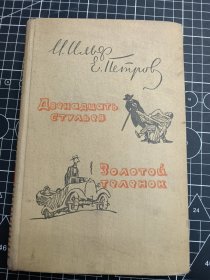 И. Ильф
Е. Петров
Двенадцать
стульев
Золотой
теленок